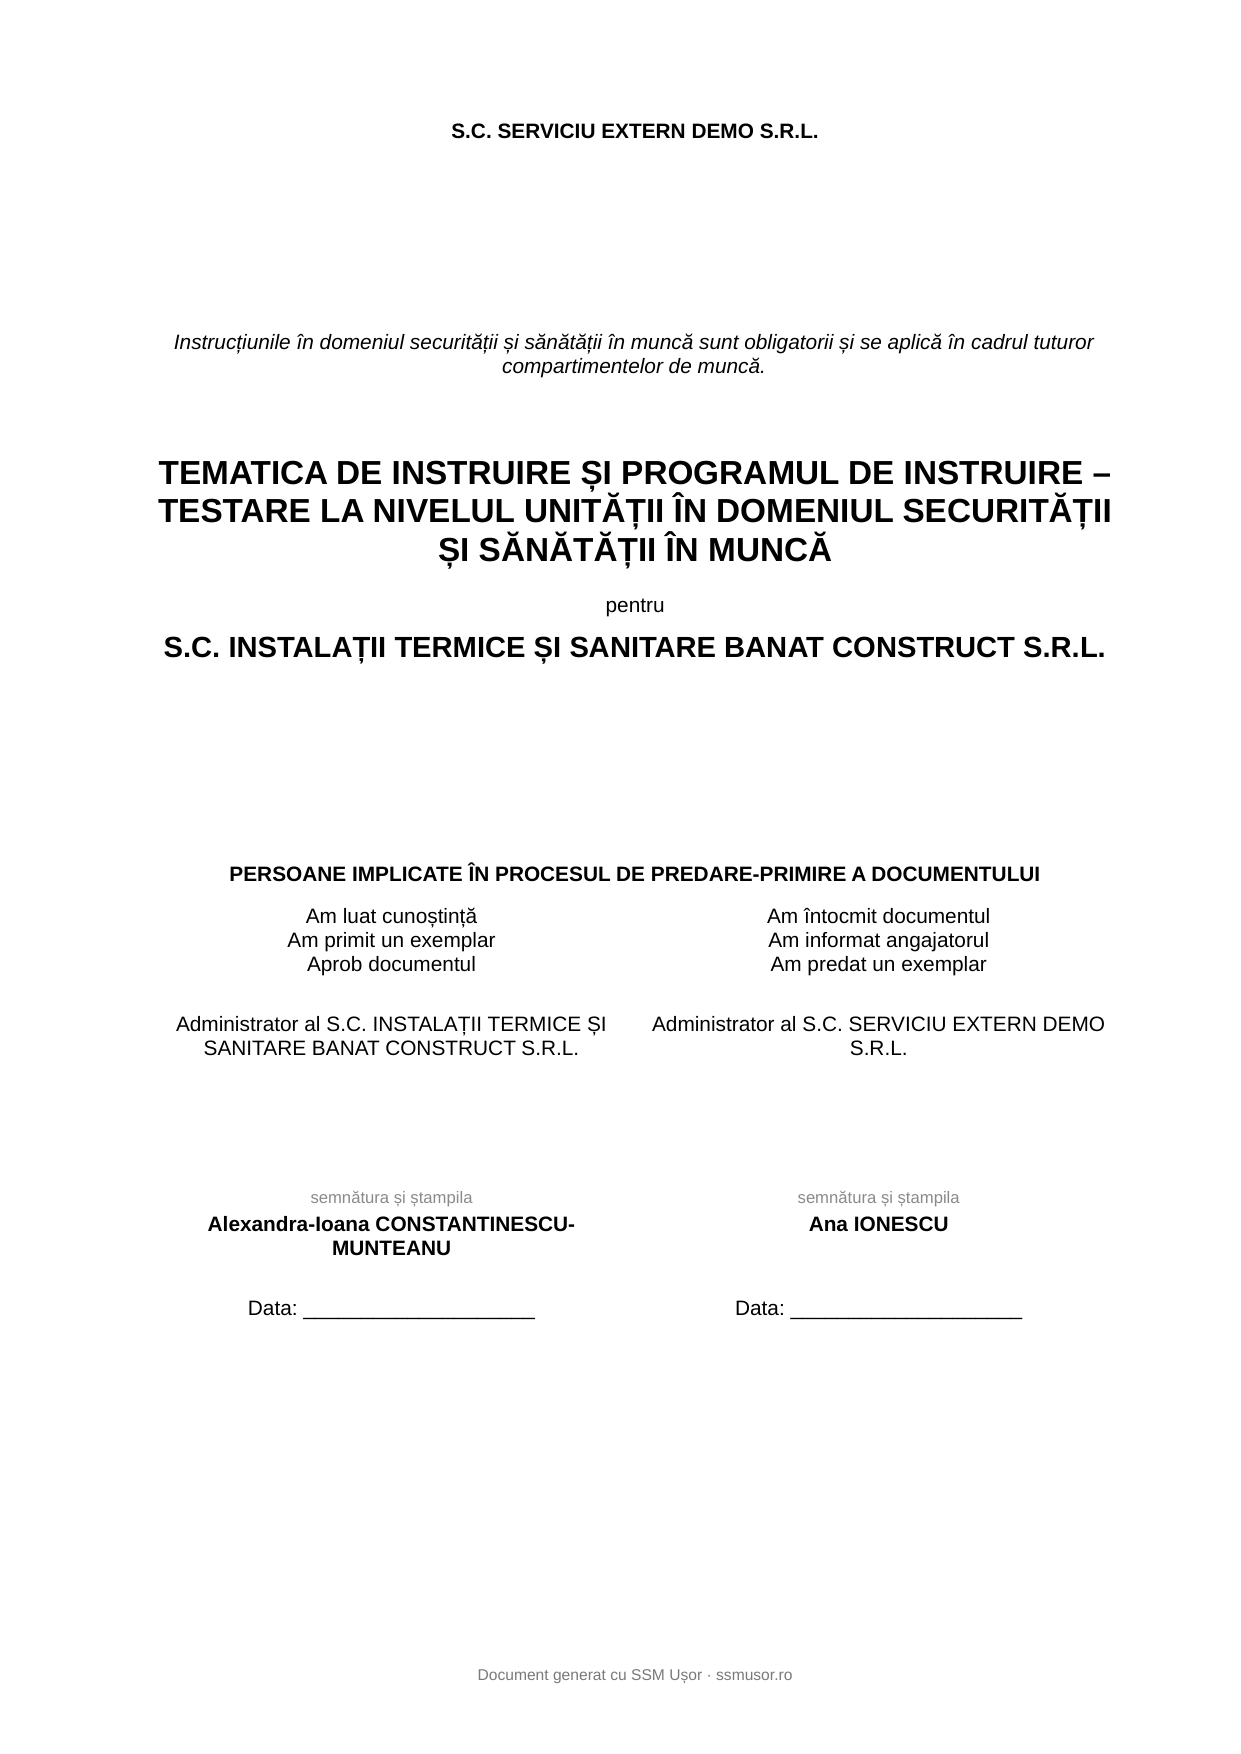 S.C. SERVICIU EXTERN DEMO S.R.L.
Instrucțiunile în domeniul securității și sănătății în muncă sunt obligatorii și se aplică în cadrul tuturor
compartimentelor de muncă.
TEMATICA DE INSTRUIRE ȘI PROGRAMUL DE INSTRUIRE –
TESTARE LA NIVELUL UNITĂȚII ÎN DOMENIUL SECURITĂȚII
ȘI SĂNĂTĂȚII ÎN MUNCĂ
pentru
S.C. INSTALAȚII TERMICE ȘI SANITARE BANAT CONSTRUCT S.R.L.
PERSOANE IMPLICATE ÎN PROCESUL DE PREDARE-PRIMIRE A DOCUMENTULUI
Am luat cunoștință
Am primit un exemplar
Aprob documentul
Administrator al S.C. INSTALAȚII TERMICE ȘI
SANITARE BANAT CONSTRUCT S.R.L.
semnătura și ștampila
Alexandra-Ioana CONSTANTINESCU-
MUNTEANU
Data: _____________________
Am întocmit documentul
Am informat angajatorul
Am predat un exemplar
Administrator al S.C. SERVICIU EXTERN DEMO
S.R.L.
semnătura și ștampila
Ana IONESCU
Data: _____________________
Document generat cu SSM Ușor · ssmusor.ro